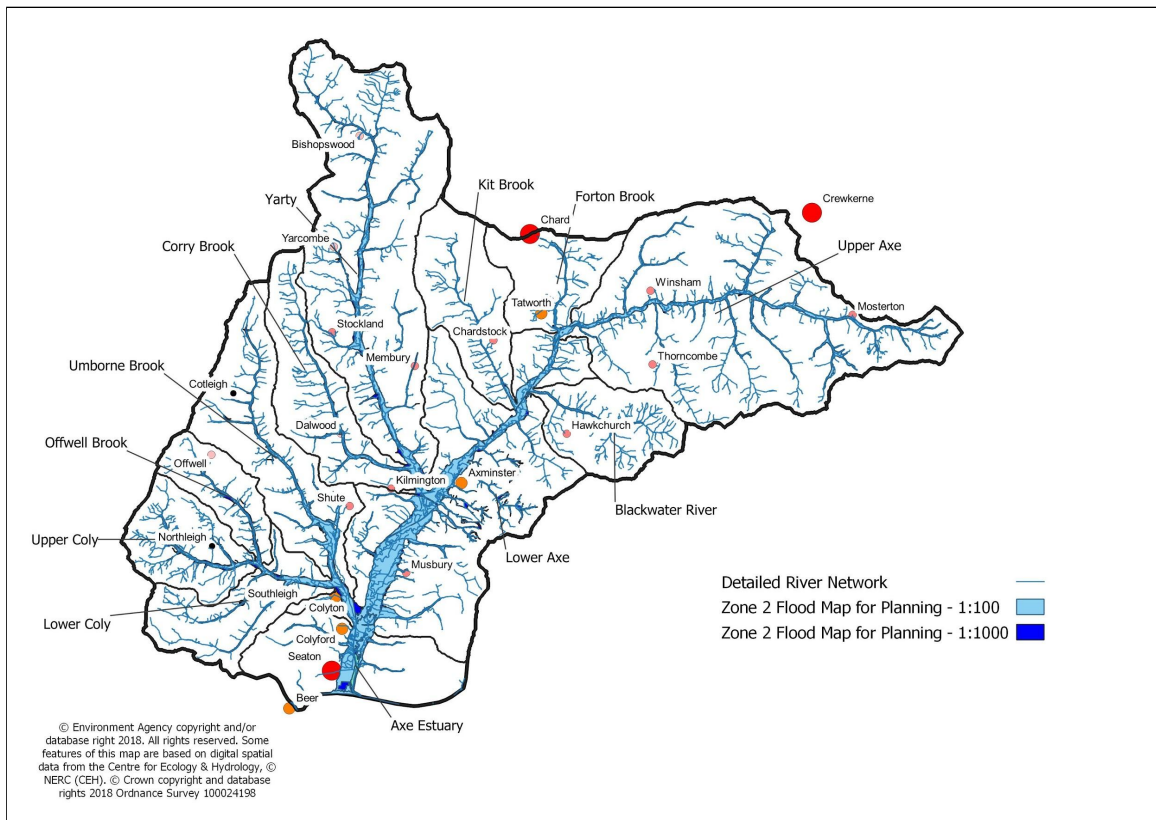 Bishopswood
Kit Brook
Forton Brook
Crewkerne
Yarty
Chard
Yarcombe
Corry Brook
Upper Axe
Winsham
Tatworth
Mosterton
Stockland
Chardstock
Membury
Thorncombe
Umborne Brook
Cotleigh
Dalwood
Hawkchurch
Offwell Brook
Offwell
Axminster
Kilmington
Shute
Blackwater River
Upper Coly
Northleigh
Lower Axe
Musbury
Southleigh
Lower Coly
Colyton
Colyford
Seaton
Beer
Axe Estuary
Detailed River Network
Zone 2 Flood Map for Planning - 1:100
Zone 2 Flood Map for Planning - 1:1000
© Environment Agency copyright and/or
database right 2018. All rights reserved. Some
features of this map are based on digital spatial
data from the Centre for Ecology & Hydrology, ©
NERC (CEH). © Crown copyright and database
rights 2018 Ordnance Survey 100024198